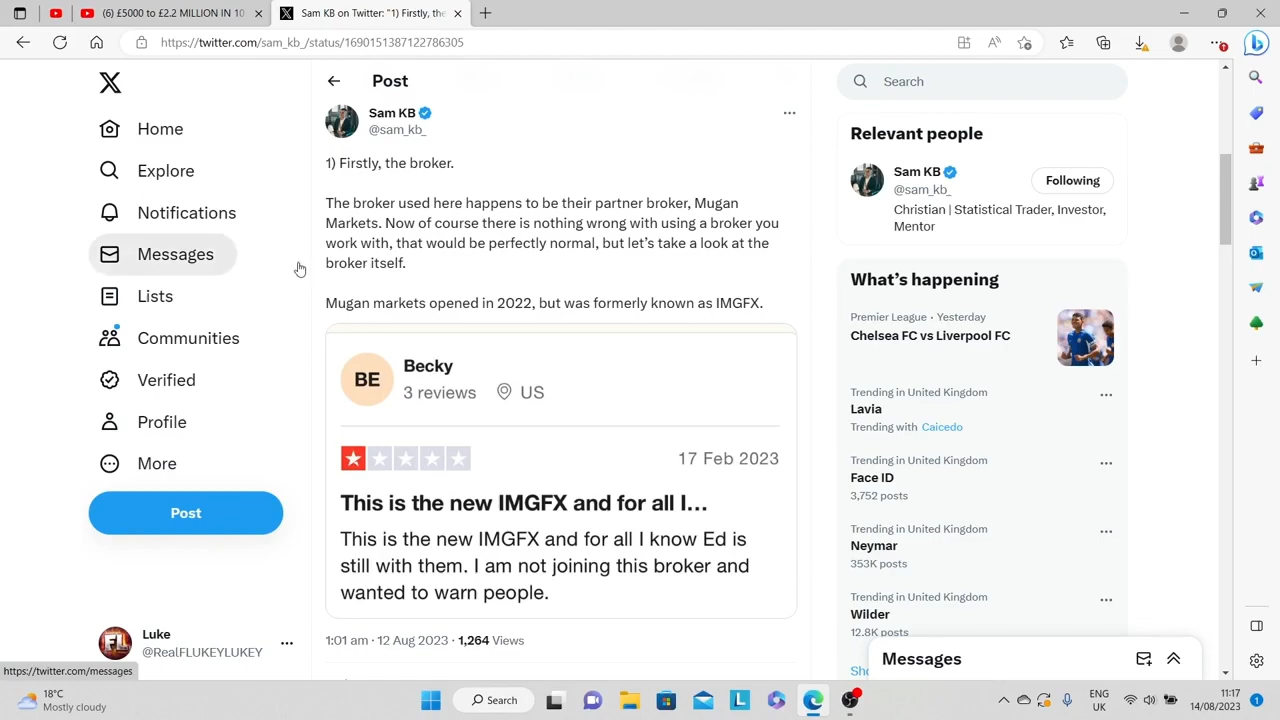 (6) £5000 to £2.2 MILLION IN 10
Sam KB on Twitter: "1) Firstly, the
https://twitter.com/sam_kb_/status/1690151387122786305
Post
Search
Sam KB
@sam_kb_
Home
Explore
Notifications
Messages
Lists
Communities
Verified
Profile
More
Post
1) Firstly, the broker.
The broker used here happens to be their partner broker, Mugan
Markets. Now of course there is nothing wrong with using a broker you
work with, that would be perfectly normal, but let's take a look at the
broker itself.
Mugan markets opened in 2022, but was formerly known as IMGFX.
BE
Becky
3 reviews
US
17 Feb 2023
This is the new IMGFX and for all I...
This is the new IMGFX and for all I know Ed is
still with them. I am not joining this broker and
wanted to warn people.
1:01 am · 12 Aug 2023 · 1,264 Views
Relevant people
Sam KB
@sam_kb_
Following
Christian | Statistical Trader, Investor,
Mentor
What's happening
Premier League · Yesterday
Chelsea FC vs Liverpool FC
Trending in United Kingdom
Lavia
Trending with Caicedo
Trending in United Kingdom
Face ID
3,752 posts
Trending in United Kingdom
Neymar
353K posts
Trending in United Kingdom
Wilder
12.8K posts
Sho
Messages
Luke
@RealFLUKEYLUKEY
https://twitter.com/messages
18°C
Mostly cloudy
Search
ENG
UK
11:17
14/08/2023
1